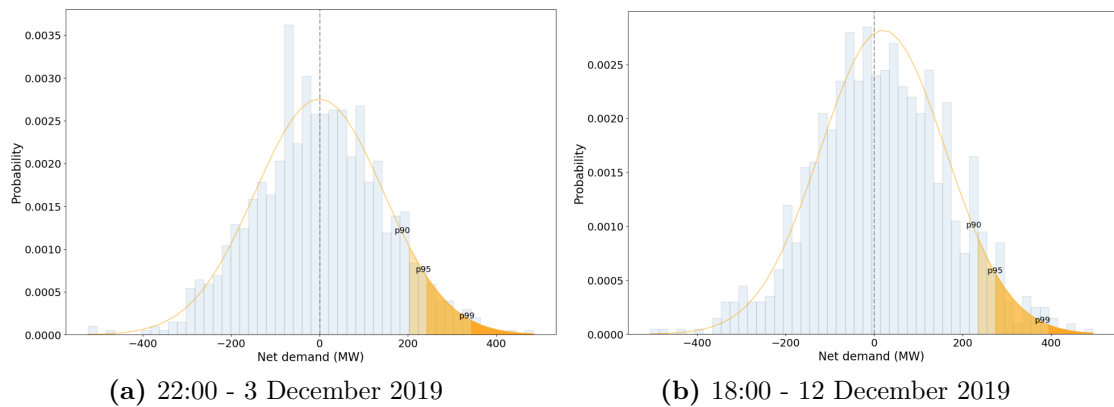 0.0035
0.0030
0.0025
0.0020
0.0015
0.0010
0.0005
0.0000
Probability
p90
p95
p99
−400 −200 0 200 400
Net demand (MW)
(a) 22:00 - 3 December 2019
0.0025
0.0020
0.0015
0.0010
0.0005
0.0000
Probability
p90
p95
p99
−400 −200 0 200 400
Net demand (MW)
(b) 18:00 - 12 December 2019